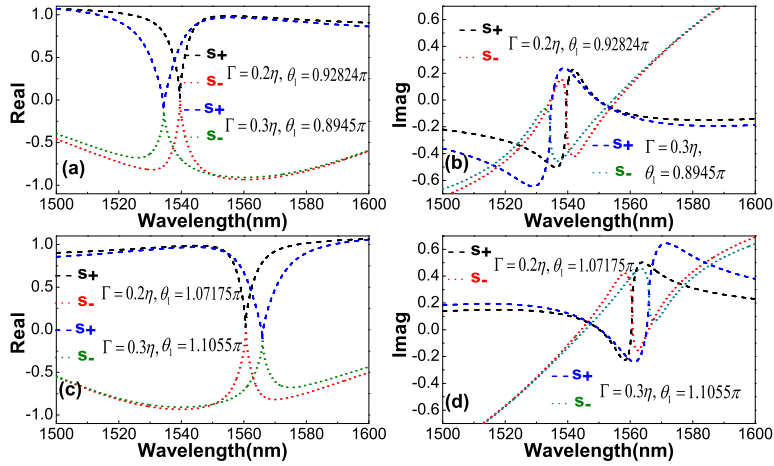 1.0
0.5
0.0
-0.5
-1.0
Real
1500 1520 1540 1560 1580 1600
Wavelength(nm)
(a)
S+
S-
Γ=0.2η, θ1=0.92824π
S+
S-
Γ=0.3η, θ1=0.8945π
0.6
0.4
0.2
0.0
-0.2
-0.4
-0.6
Imag
1500 1520 1540 1560 1580 1600
Wavelength(nm)
(b)
S+
S-
Γ=0.2η, θ1=0.92824π
S+
S-
Γ=0.3η,
θ1=0.8945π
1.0
0.5
0.0
-0.5
-1.0
Real
1500 1520 1540 1560 1580 1600
Wavelength(nm)
(c)
S+
S-
Γ=0.2η, θ1=1.07175π
S+
S-
Γ=0.3η, θ1=1.1055π
0.6
0.4
0.2
0.0
-0.2
-0.4
-0.6
Imag
1500 1520 1540 1560 1580 1600
Wavelength(nm)
(d)
S+
S-
Γ=0.2η, θ1=1.07175π
S+
S-
Γ=0.3η, θ1=1.1055π